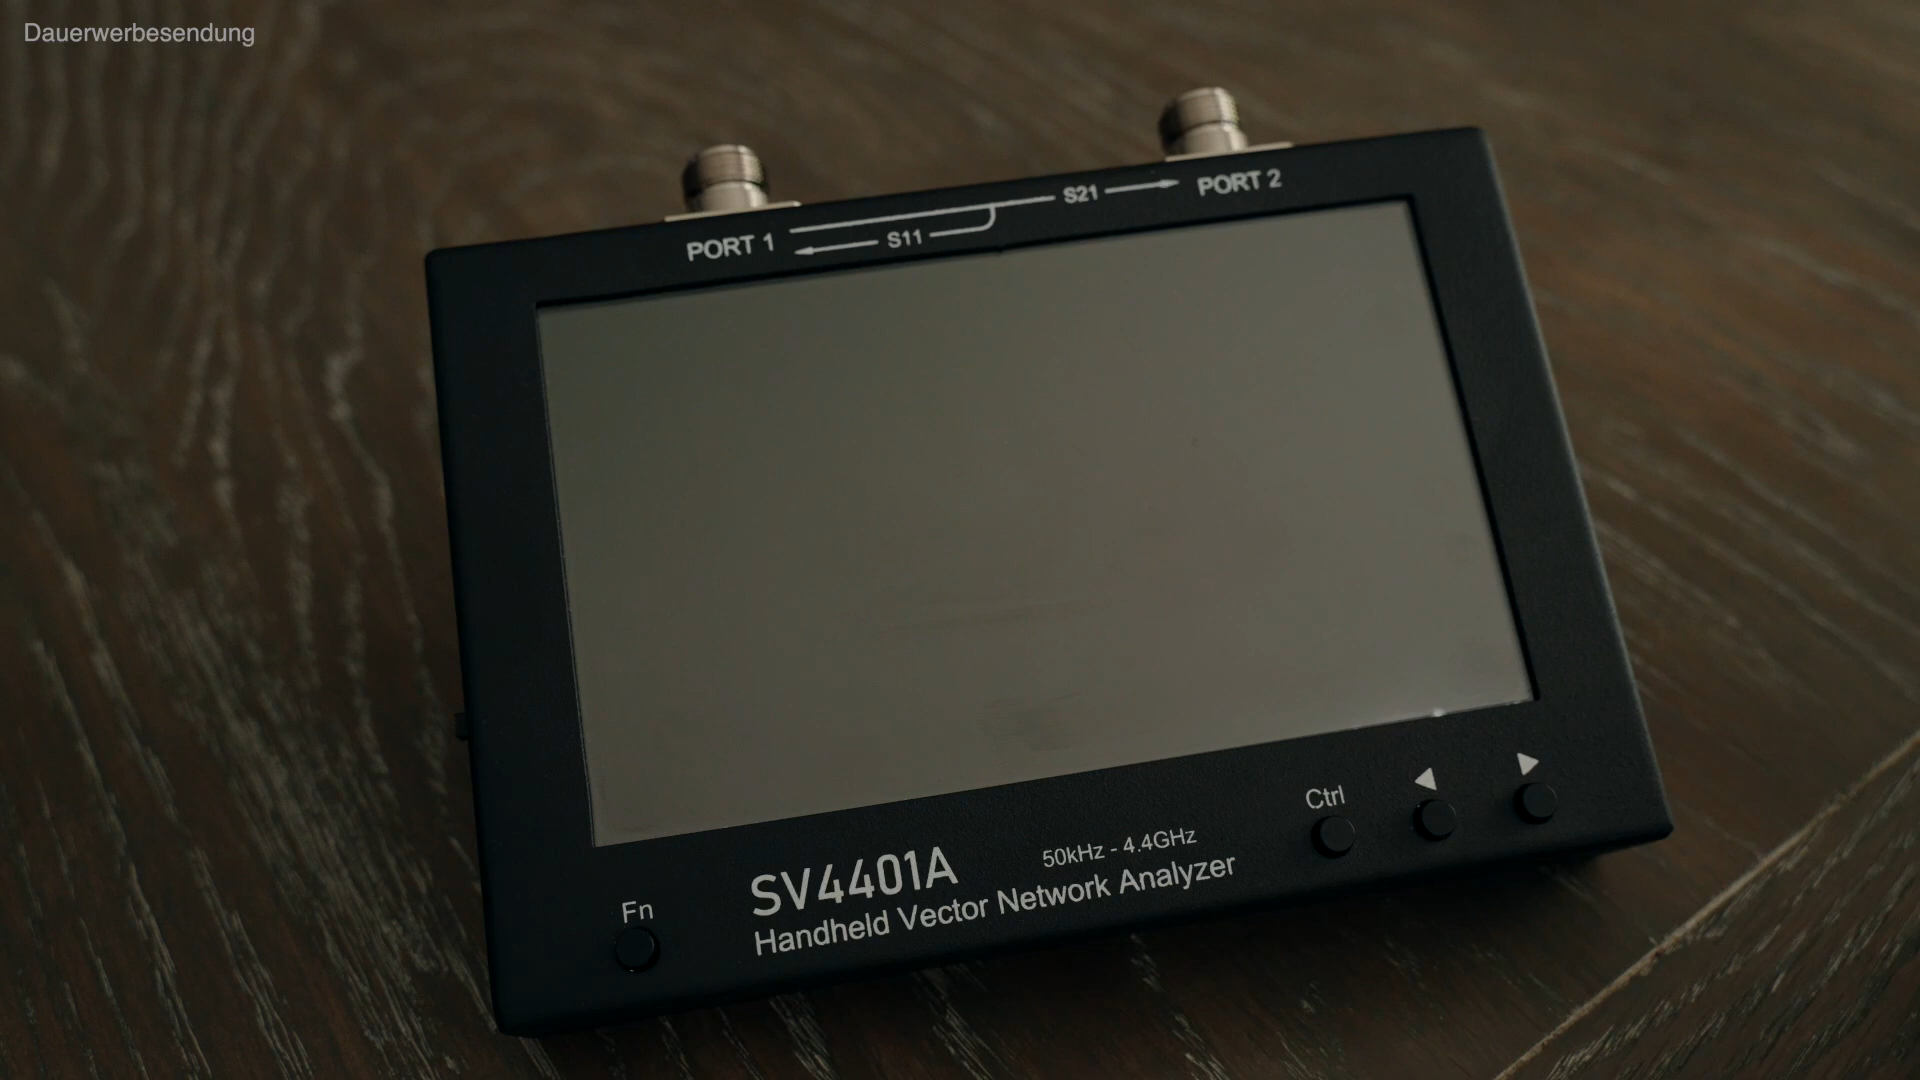 Dauerwerbesendung
PORT 1
S11
S21
PORT 2
Fn
SV4401A
50kHz - 4.4GHz
Handheld Vector Network Analyzer
Ctrl